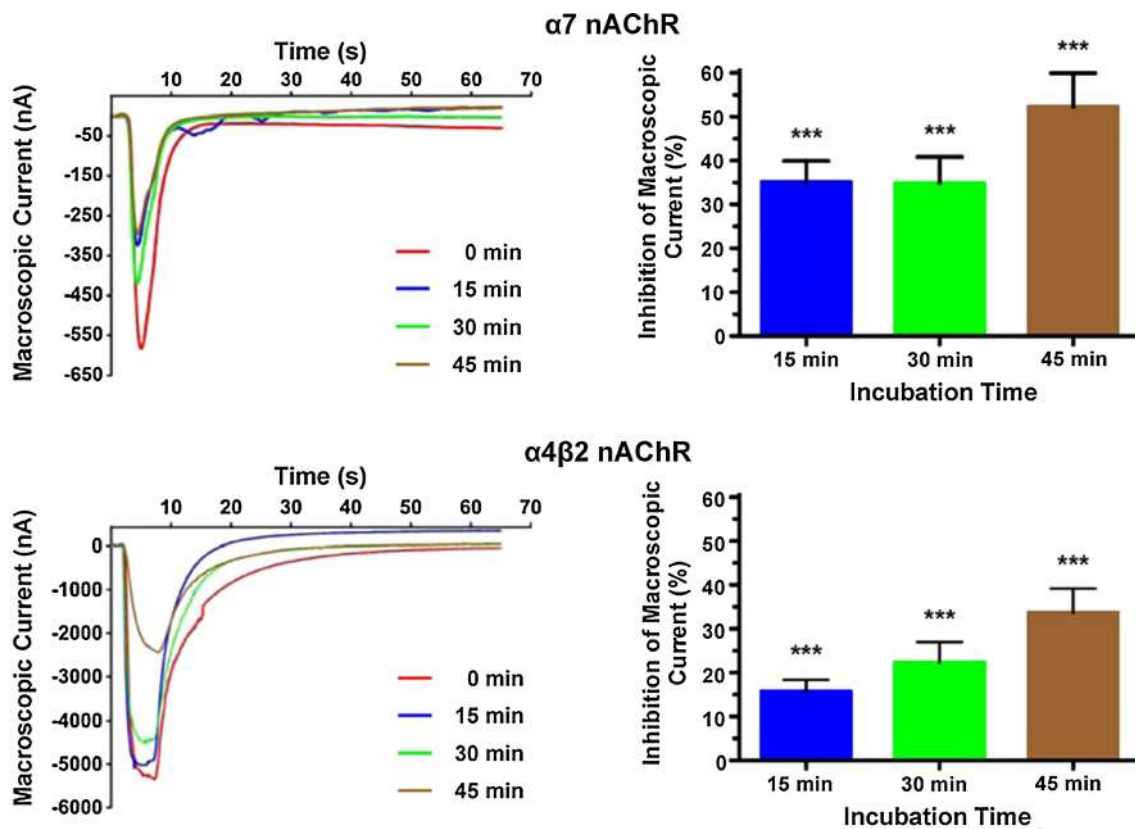 α7 nAChR
Time (s)
10 20 30 40 50 60 70
Macroscopic Current (nA)
-50
-150
-250
-350
-450
-550
-650
0 min
15 min
30 min
45 min
***
***
***
Inhibition of Macroscopic
Current (%)
60
50
40
30
20
10
0
15 min 30 min 45 min
Incubation Time
α4β2 nAChR
Time (s)
10 20 30 40 50 60 70
Macroscopic Current (nA)
0
-1000
-2000
-3000
-4000
-5000
-6000
0 min
15 min
30 min
45 min
***
***
***
Inhibition of Macroscopic
Current (%)
60
50
40
30
20
10
0
15 min 30 min 45 min
Incubation Time